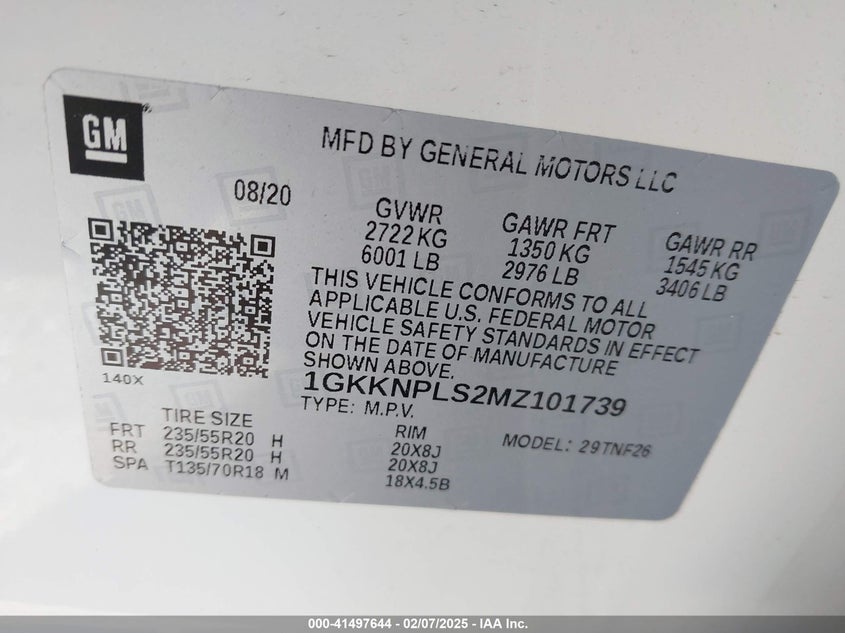 GM
MFD BY GENERAL MOTORS LLC
08/20
GVWR
2722 KG
6001 LB
GAWR FRT
1350 KG
2976 LB
GAWR RR
1545 KG
3406 LB
THIS VEHICLE CONFORMS TO ALL
APPLICABLE U.S. FEDERAL MOTOR
VEHICLE SAFETY STANDARDS IN EFFECT
ON THE DATE OF MANUFACTURE
SHOWN ABOVE.
140X
1GKKNPLS2MZ101739
TYPE: M.P.V.
MODEL: 29TNF26
TIRE SIZE
RIM
FRT 235/55R20 H 20X8J
RR 235/55R20 H 20X8J
SPA T135/70R18 M 18X4.5B
000-41497644 - 02/07/2025 - IAA Inc.